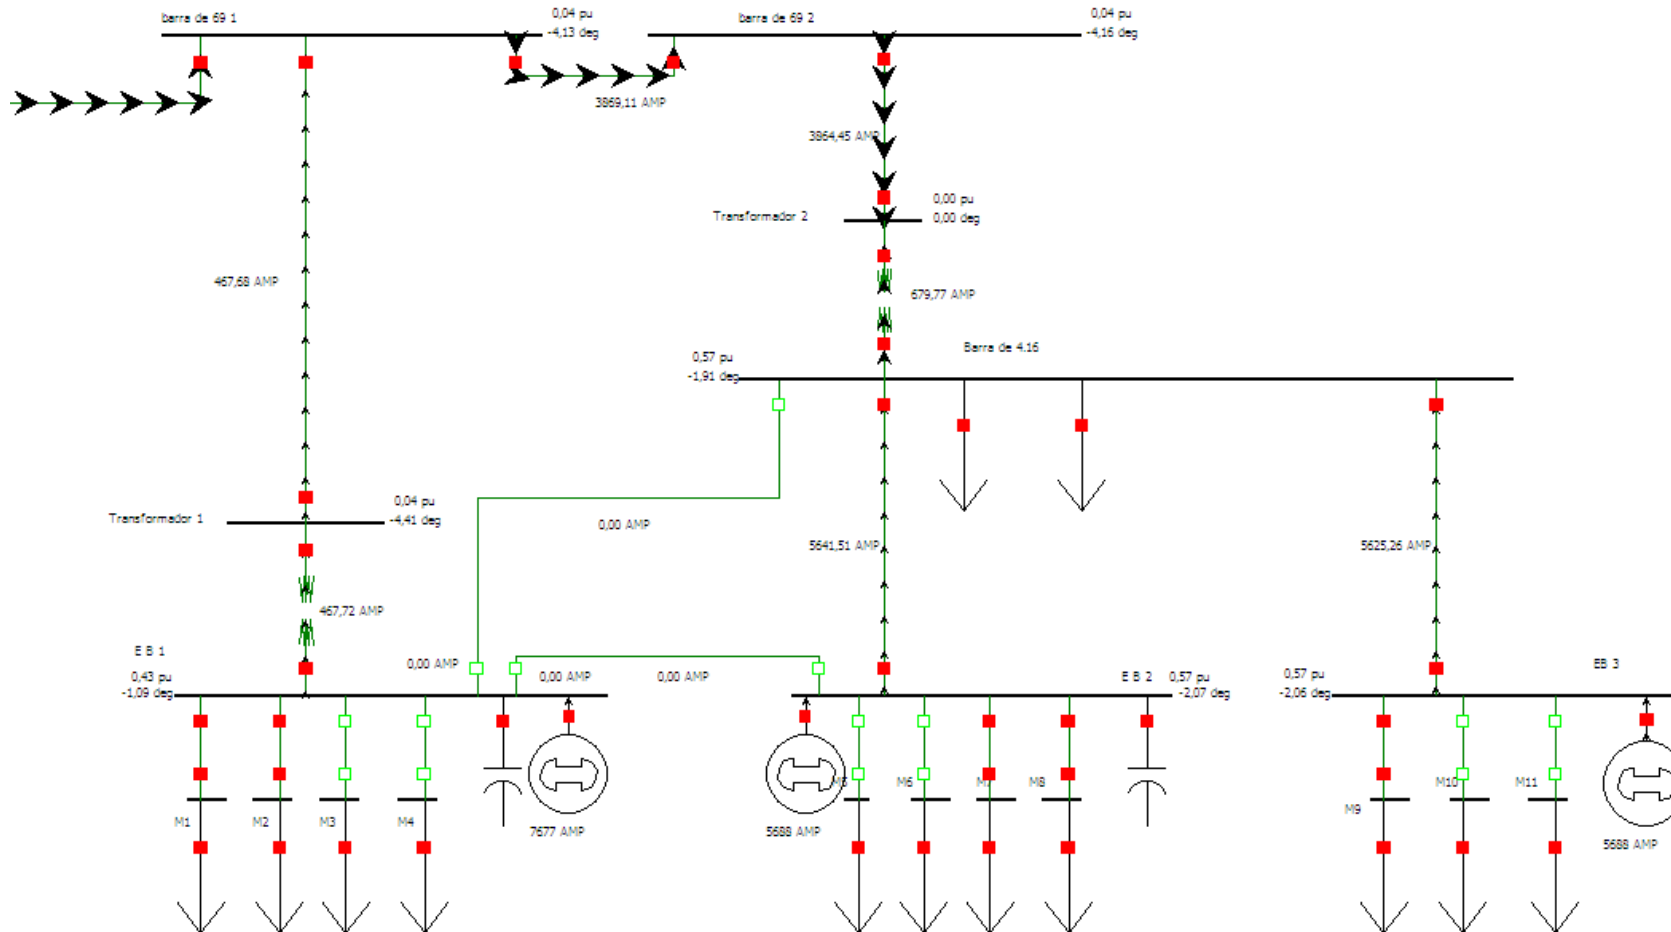 barra de 69 1
0,04 pu
-4,13 deg
barra de 69 2
0,04 pu
-4,16 deg
3869,11 AMP
3864,45 AMP
0,00 pu
0,00 deg
Transformador 2
467,68 AMP
679,77 AMP
Barra de 4.16
0,57 pu
-1,91 deg
0,04 pu
-4,41 deg
Transformador 1
0,00 AMP
5641,51 AMP
5625,26 AMP
467,72 AMP
E B 1
0,43 pu
-1,09 deg
0,00 AMP
0,00 AMP
0,00 AMP
E B 2
0,57 pu
-2,07 deg
0,57 pu
-2,06 deg
EB 3
M1
M2
M3
M4
7677 AMP
M5
M6
M7
M8
5688 AMP
M9
M10
M11
5688 AMP